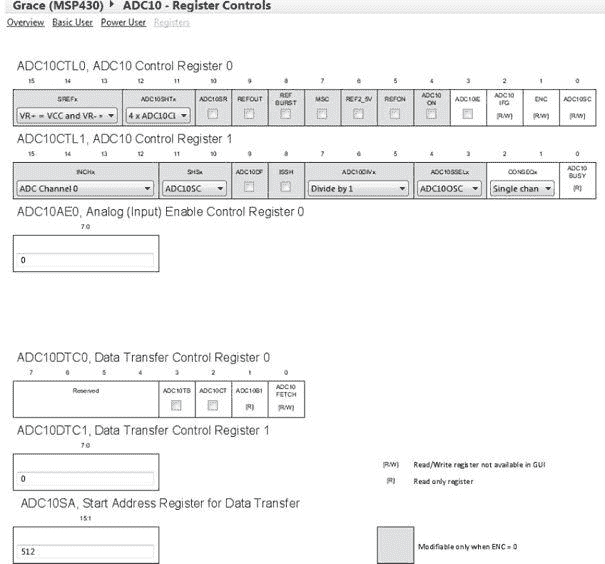 Grace (MSP430) ▸ ADC10 - Register Controls
Overview Basic User Power User Registers
ADC10CTL0, ADC10 Control Register 0
15 14 13 12 11 10 9 8 7 6 5 4 3 2 1 0
SREFx ADC10SHTx ADC10SR REFOUT REF BURST MSC REF2_5V REFON ADC10 ON ADC10IE ADC10 IFG ENC ADC10SC
VR+ = VCC and VR- = 4 x ADC10CL [R/W] [R/W] [R/W]
ADC10CTL1, ADC10 Control Register 1
15 14 13 12 11 10 9 8 7 6 5 4 3 2 1 0
INCHx SHSx ADC10DF ISSH ADC10DIVx ADC10SSELx CONSEQx ADC10 BUSY
ADC Channel 0 ADC10SC Divide by 1 ADC10OSC Single chan [R]
ADC10AE0, Analog (Input) Enable Control Register 0
7:0
0
ADC10DTC0, Data Transfer Control Register 0
7 6 5 4 3 2 1 0
Reserved ADC10TB ADC10CT ADC10B1 ADC10 FETCH
[R] [R/W]
ADC10DTC1, Data Transfer Control Register 1
7:0
0
[R/W] Read/Write register not available in GUI
[R] Read only register
ADC10SA, Start Address Register for Data Transfer
15:1
512
Modifiable only when ENC = 0